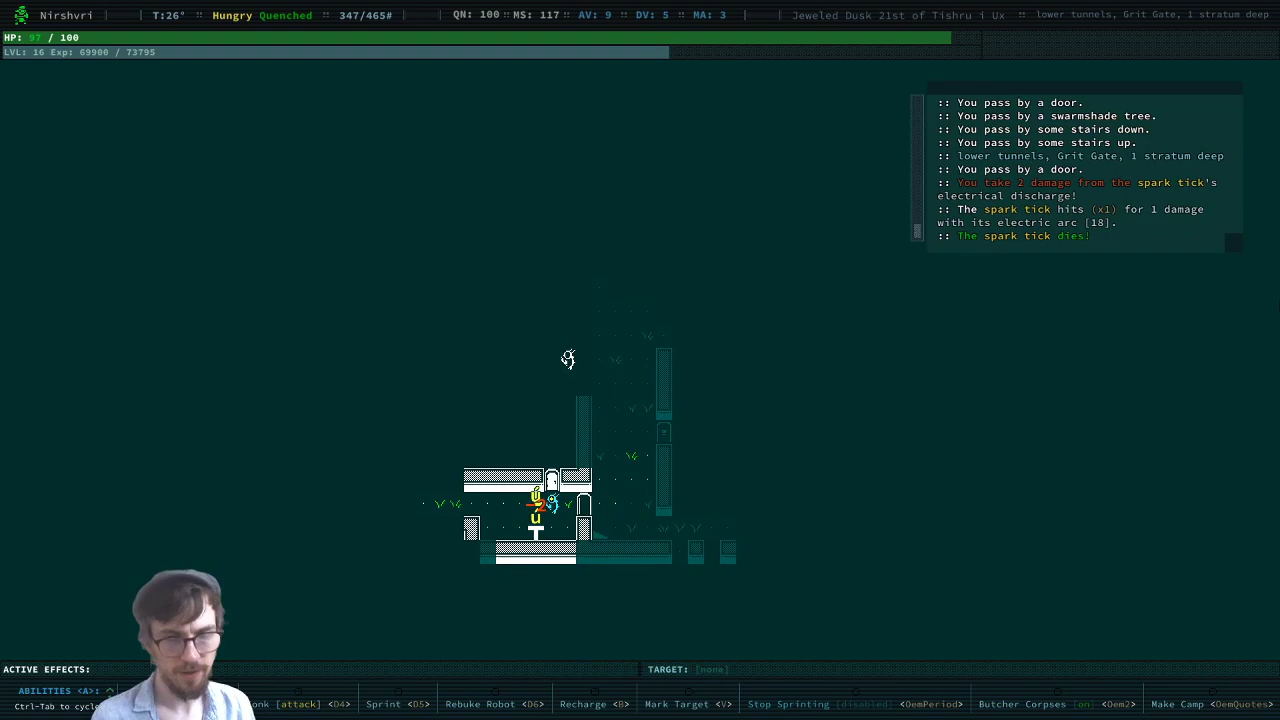 Nirshvri T:26° :: Hungry Quenched :: 347/465# QN: 100 :: MS: 117 :: AV: 9 :: DV: 5 :: MA: 3 Jeweled Dusk 21st of Tishru i Ux :: lower tunnels, Grit Gate, 1 stratum deep
HP: 97 / 100
LVL: 16 Exp: 69900 / 73795
:: You pass by a door.
:: You pass by a swarmshade tree.
:: You pass by some stairs down.
:: You pass by some stairs up.
:: lower tunnels, Grit Gate, 1 stratum deep
:: You pass by a door.
:: You take 2 damage from the spark tick's
electrical discharge!
:: The spark tick hits (x1) for 1 damage
with its electric arc [18].
:: The spark tick dies!
-2
ACTIVE EFFECTS: TARGET: [none]
ABILITIES <A>:
Ctrl-Tab to cycl
onk [attack] <D4> Sprint <D5> Rebuke Robot <D6> Recharge <B> Mark Target <V> Stop Sprinting [disabled] <OemPeriod> Butcher Corpses [on] <Oem2> Make Camp <OemQuotes>